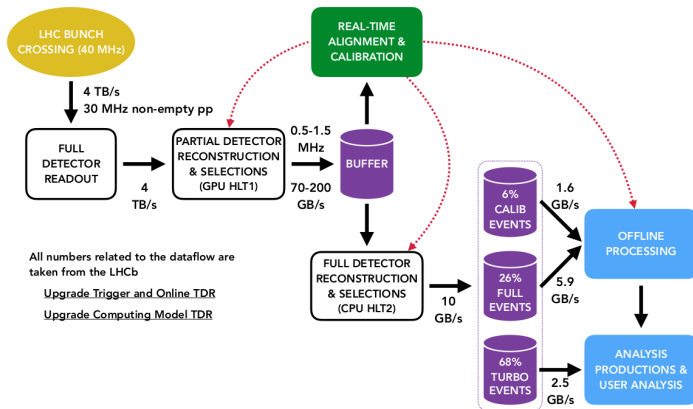 LHC BUNCH
CROSSING (40 MHz)
REAL-TIME
ALIGNMENT &
CALIBRATION
4 TB/s
30 MHz non-empty pp
FULL
DETECTOR
READOUT
4
TB/s
PARTIAL DETECTOR
RECONSTRUCTION
& SELECTIONS
(GPU HLT1)
0.5-1.5
MHz
70-200
GB/s
BUFFER
FULL DETECTOR
RECONSTRUCTION
& SELECTIONS
(CPU HLT2)
10
GB/s
6%
CALIB
EVENTS
1.6
GB/s
26%
FULL
EVENTS
5.9
GB/s
68%
TURBO
EVENTS
2.5
GB/s
OFFLINE
PROCESSING
ANALYSIS
PRODUCTIONS &
USER ANALYSIS
All numbers related to the dataflow are
taken from the LHCb
Upgrade Trigger and Online TDR
Upgrade Computing Model TDR